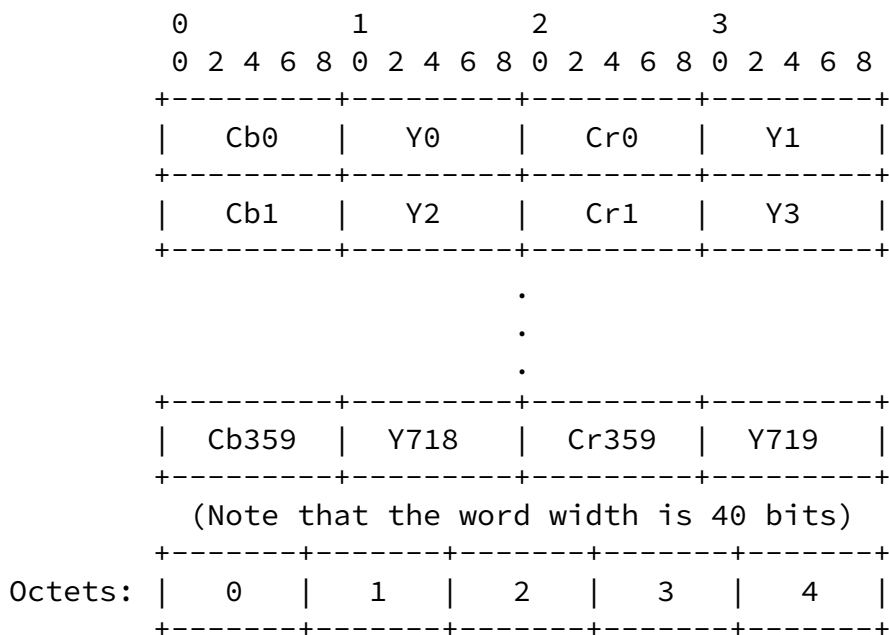 0 1 2 3
0 2 4 6 8 0 2 4 6 8 0 2 4 6 8 0 2 4 6 8
+---------+---------+---------+---------+
| Cb0 | Y0 | Cr0 | Y1 |
+---------+---------+---------+---------+
| Cb1 | Y2 | Cr1 | Y3 |
+---------+---------+---------+---------+
.
.
.
+---------+---------+---------+---------+
| Cb359 | Y718 | Cr359 | Y719 |
+---------+---------+---------+---------+
(Note that the word width is 40 bits)
+-------+-------+-------+-------+-------+
Octets: | 0 | 1 | 2 | 3 | 4 |
+-------+-------+-------+-------+-------+